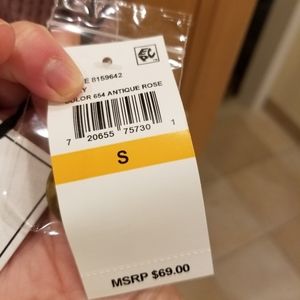 E 8159642
Y
COLOR 654 ANTIQUE ROSE
7 20655 75730 1
S
MSRP $69.00